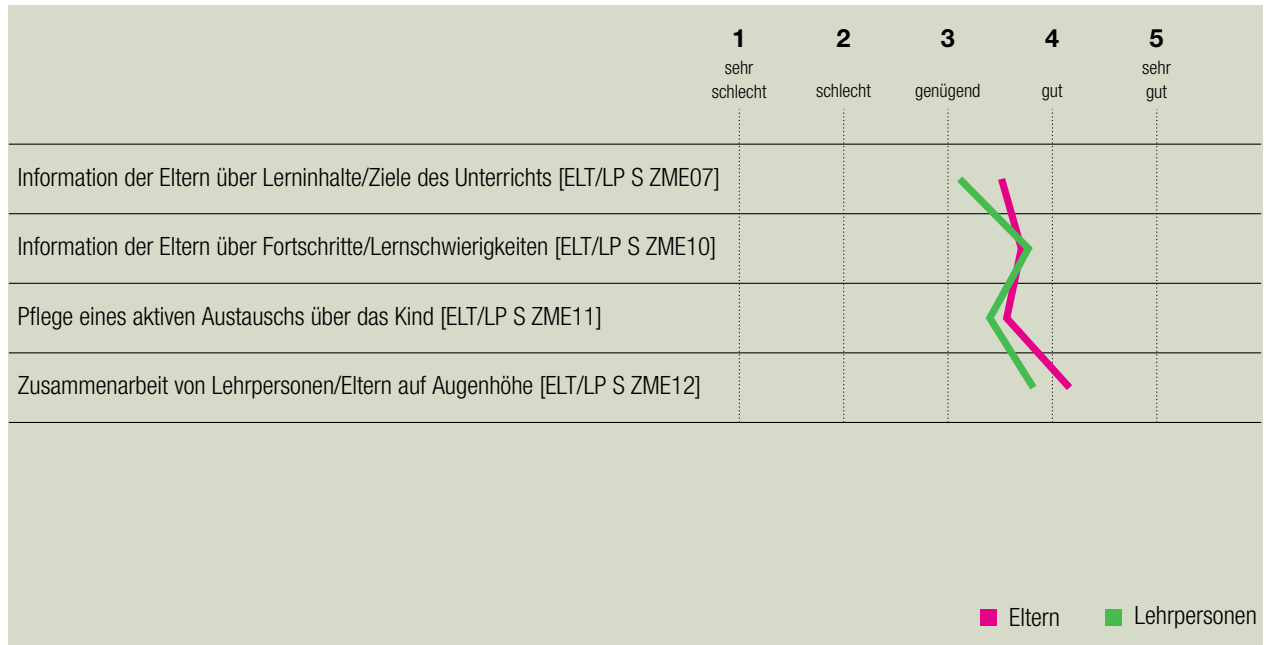 1 2 3 4 5
sehr schlecht schlecht genügend gut sehr gut
Information der Eltern über Lerninhalte/Ziele des Unterrichts [ELT/LP S ZME07]
Information der Eltern über Fortschritte/Lernschwierigkeiten [ELT/LP S ZME10]
Pflege eines aktiven Austauschs über das Kind [ELT/LP S ZME11]
Zusammenarbeit von Lehrpersonen/Eltern auf Augenhöhe [ELT/LP S ZME12]
Eltern Lehrpersonen